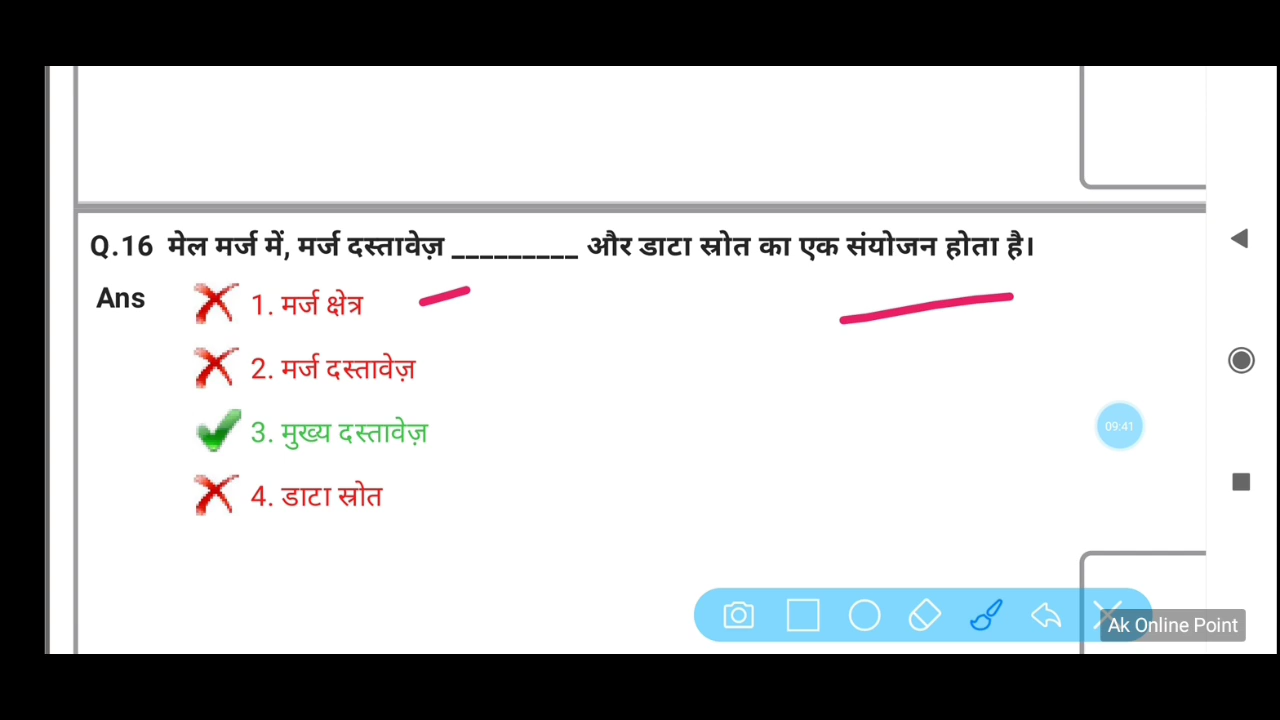 Q.16 मेल मर्ज में, मर्ज दस्तावेज़ _________ और डाटा स्रोत का एक संयोजन होता है।
Ans 1. मर्ज क्षेत्र
2. मर्ज दस्तावेज़
3. मुख्य दस्तावेज़
09:41
4. डाटा स्रोत
Ak Online Point